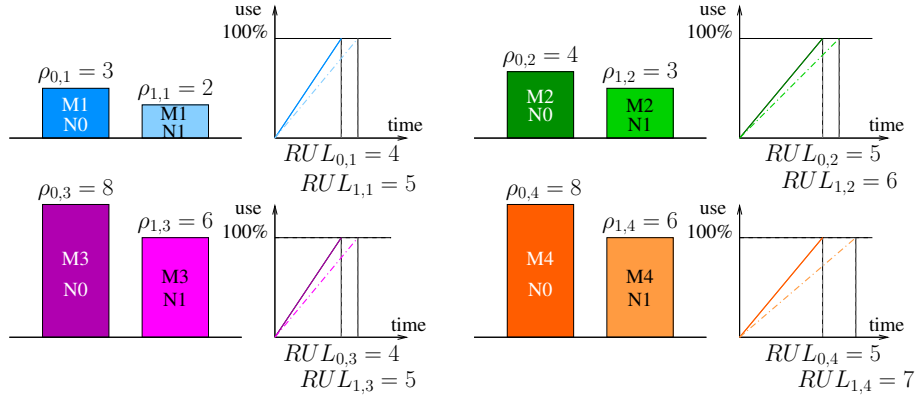 use
100%
ρ0,1 = 3
ρ1,1 = 2
M1
N0
M1
N1
time
RUL0,1 = 4
RUL1,1 = 5
use
100%
ρ0,2 = 4
ρ1,2 = 3
M2
N0
M2
N1
time
RUL0,2 = 5
RUL1,2 = 6
ρ0,3 = 8
ρ1,3 = 6
use
100%
M3
N0
M3
N1
time
RUL0,3 = 4
RUL1,3 = 5
ρ0,4 = 8
ρ1,4 = 6
use
100%
M4
N0
M4
N1
time
RUL0,4 = 5
RUL1,4 = 7